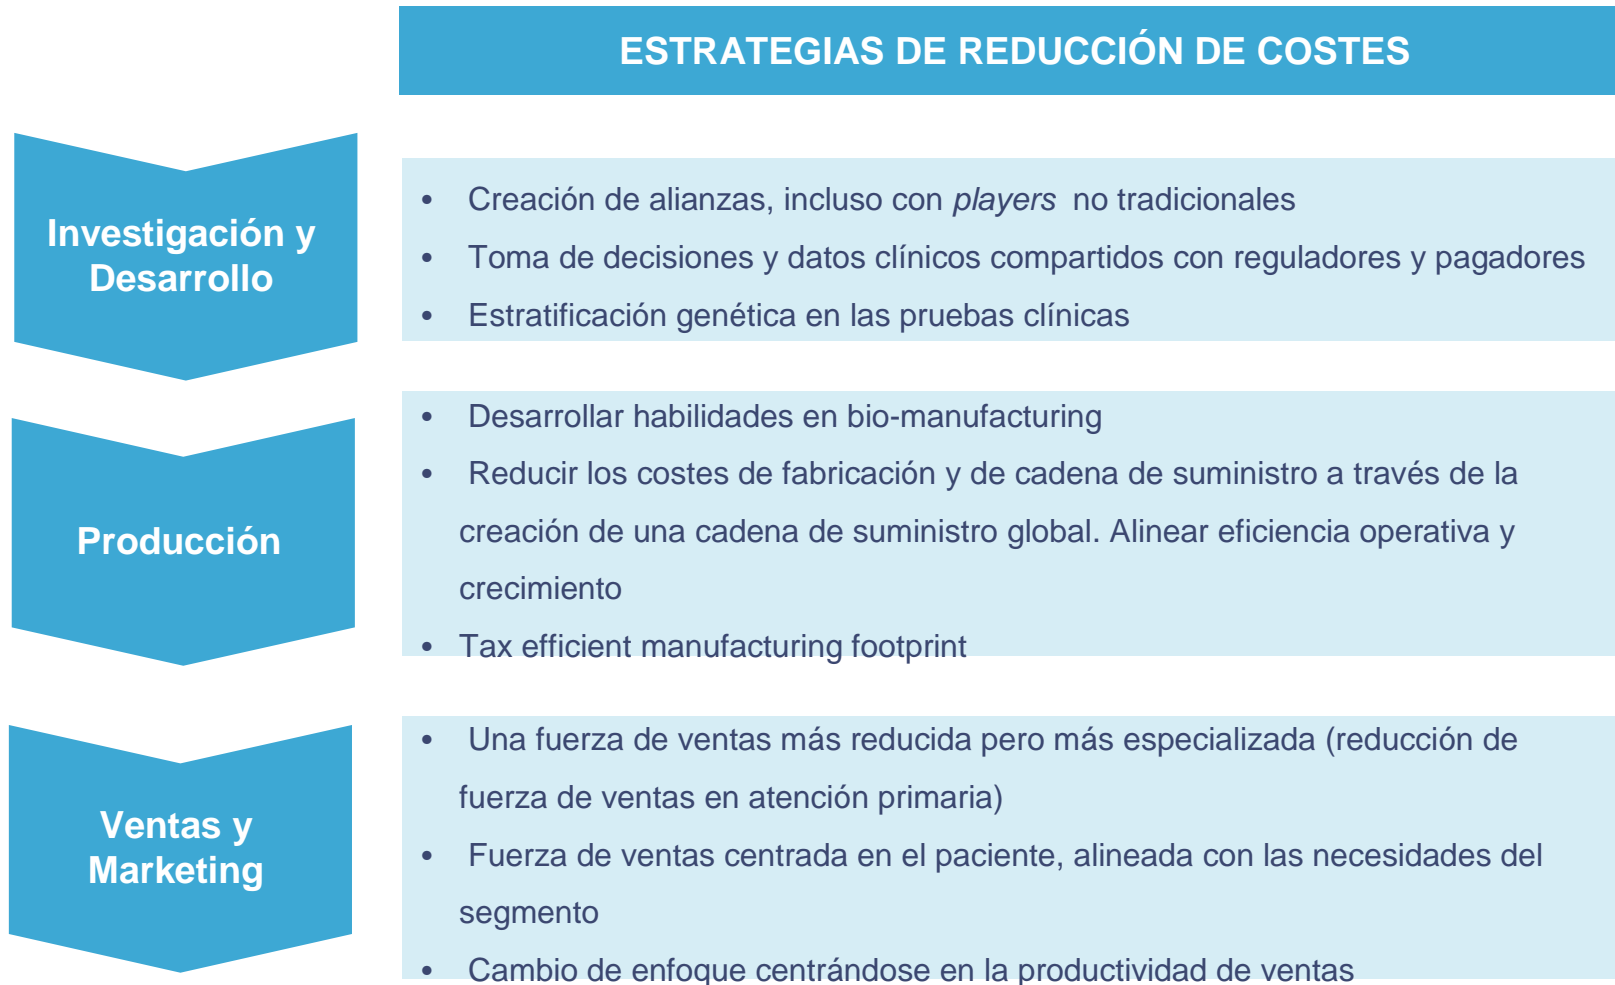 ESTRATEGIAS DE REDUCCIÓN DE COSTES
Investigación y
Desarrollo
• Creación de alianzas, incluso con players no tradicionales
• Toma de decisiones y datos clínicos compartidos con reguladores y pagadores
• Estratificación genética en las pruebas clínicas
Producción
• Desarrollar habilidades en bio-manufacturing
• Reducir los costes de fabricación y de cadena de suministro a través de la
creación de una cadena de suministro global. Alinear eficiencia operativa y
crecimiento
• Tax efficient manufacturing footprint
Ventas y
Marketing
• Una fuerza de ventas más reducida pero más especializada (reducción de
fuerza de ventas en atención primaria)
• Fuerza de ventas centrada en el paciente, alineada con las necesidades del
segmento
• Cambio de enfoque centrándose en la productividad de ventas